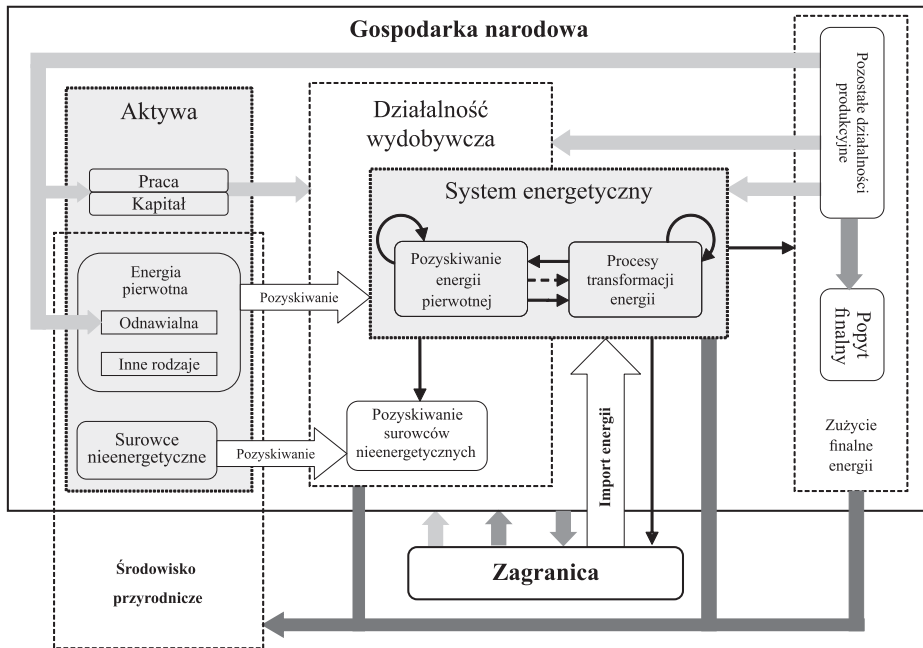 Gospodarka narodowa
Aktywa
Praca
Kapitał
Energia
pierwotna
Odnawialna
Inne rodzaje
Surowce
nieenergetyczne
Środowisko
przyrodnicze
Pozyskiwanie
Pozyskiwanie
Działalność
wydobywcza
System energetyczny
Pozyskiwanie
energii
pierwotnej
Procesy
transformacji
energii
Pozyskiwanie
surowców
nieenergetycznych
Import energii
Zagranica
Pozostałe działalności
produkcyjne
Popyt
finalny
Zużycie
finalne
energii